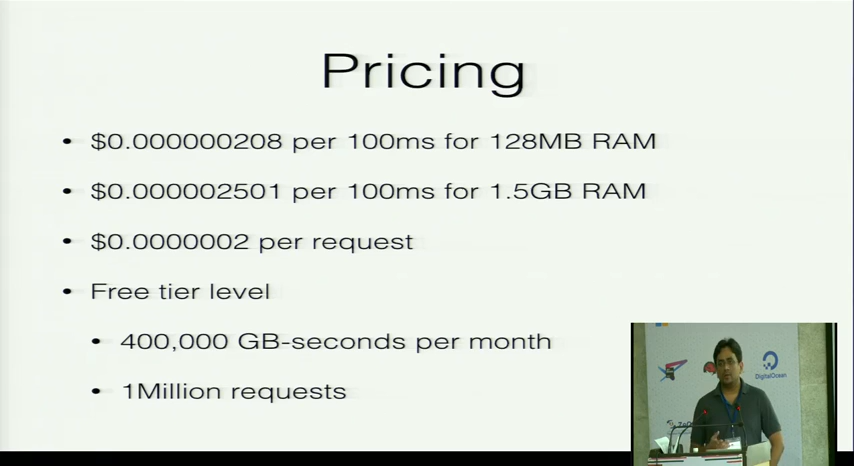 Pricing
• $0.000000208 per 100ms for 128MB RAM
• $0.000002501 per 100ms for 1.5GB RAM
• $0.0000002 per request
• Free tier level
• 400,000 GB-seconds per month
• 1Million requests
DigitalOcean